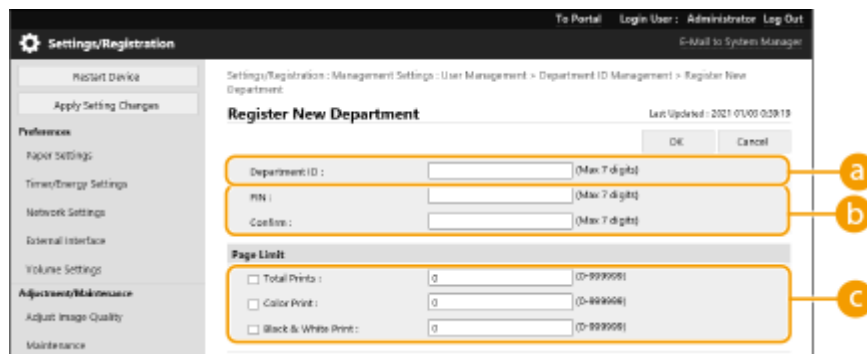 To Portal Login User : Administrator Log Out
Settings/Registration
E-Mail to System Manager
Restart Device
Apply Setting Changes
Preferences
Paper Settings
Timer/Energy Settings
Network Settings
External Interface
Volume Settings
Adjustment/Maintenance
Adjust Image Quality
Maintenance
Settings/Registration : Management Settings : User Management > Department ID Management > Register New
Department
Register New Department
Last Updated : 2021 01/03 0:39:19
OK Cancel
Department ID : (Max 7 digits)
PIN : (Max 7 digits)
Confirm : (Max 7 digits)
Page Limit
Total Prints : 0 (0-999999)
Color Print : 0 (0-999999)
Black & White Print : 0 (0-999999)
a
b
c